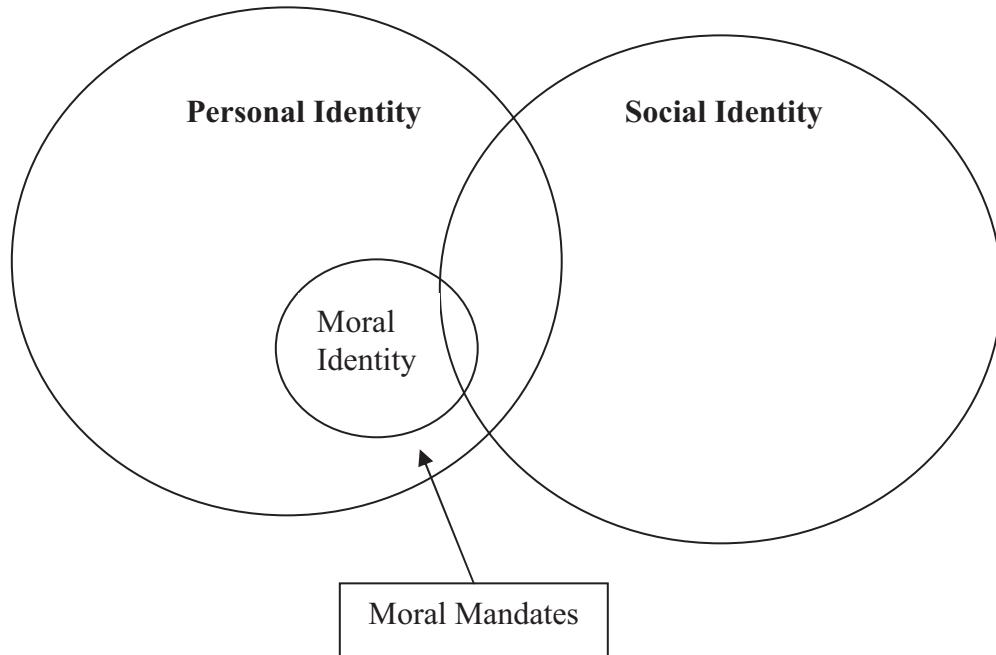 Personal Identity
Social Identity
Moral
Identity
Moral Mandates